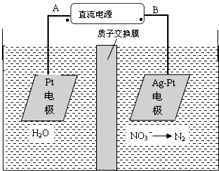 A 直流电源 B
质子交换膜
Pt
电
极
Ag-Pt
电
极
H₂O
NO₃⁻ → N₂